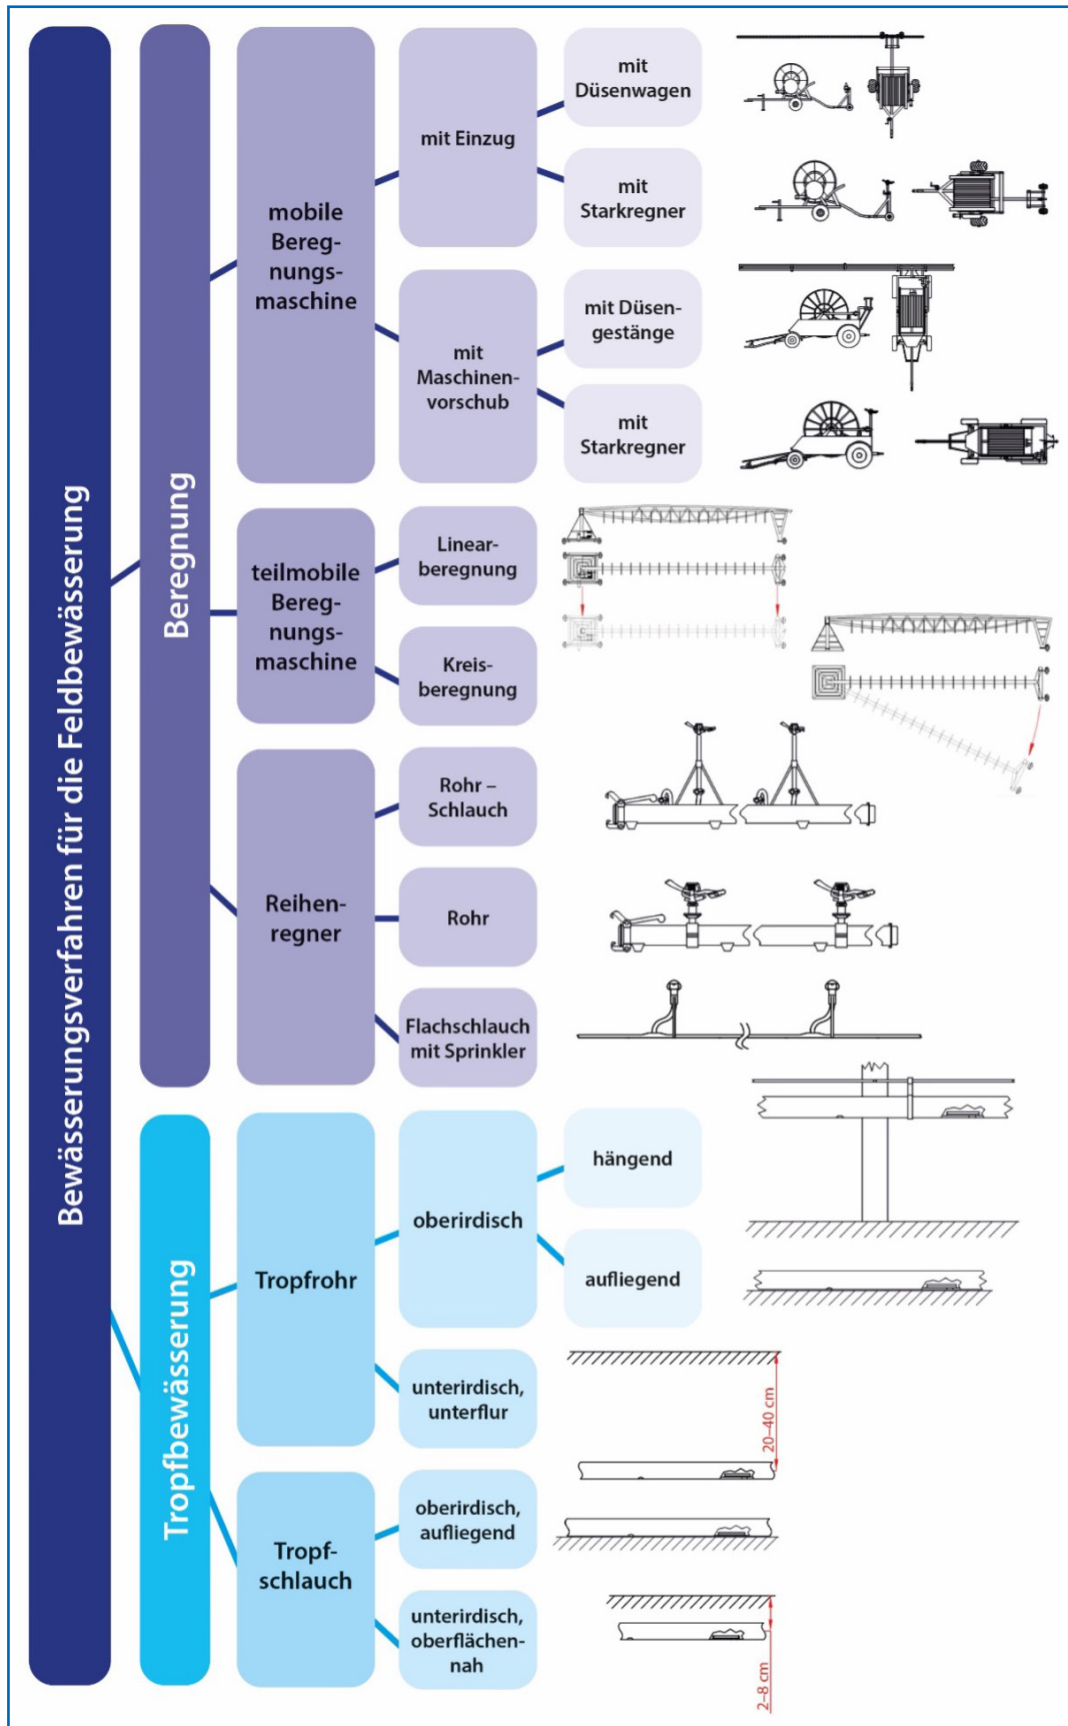 Bewässerungsverfahren für die Feldbewässerung
Beregnung
mobile
Bereg-
nungs-
maschine
mit Einzug
mit
Düsenwagen
mit
Starkregner
mit
Maschinen-
vorschub
mit Düsen-
gestänge
mit
Starkregner
teilmobile
Bereg-
nungs-
maschine
Linear-
beregnung
Kreis-
beregnung
Reihen-
regner
Rohr –
Schlauch
Rohr
Flachschlauch
mit Sprinkler
Tropfbewässerung
Tropfrohr
oberirdisch
hängend
aufliegend
unterirdisch,
unterflur
20–40 cm
Tropf-
schlauch
oberirdisch,
aufliegend
unterirdisch,
oberflächen-
nah
2–8 cm